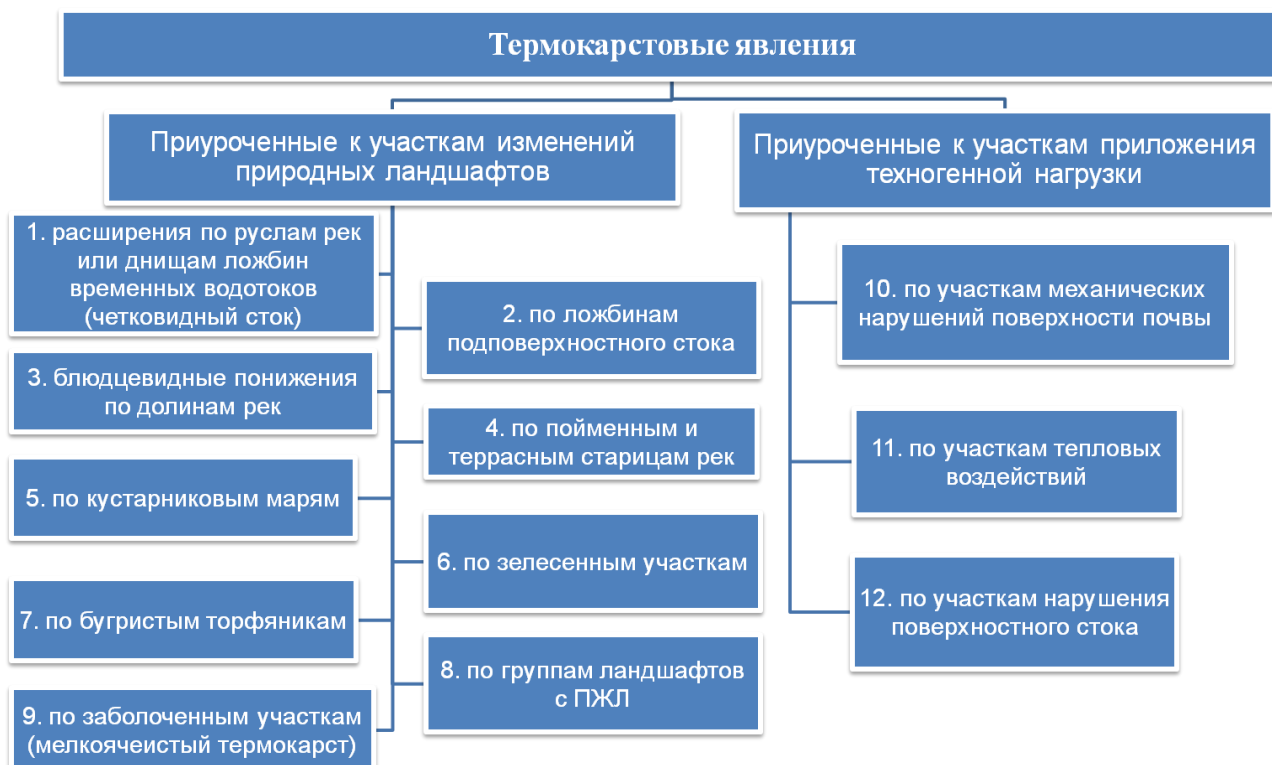 Термокарстовые явления
Приуроченные к участкам изменений
природных ландшафтов
Приуроченные к участкам приложения
техногенной нагрузки
1. расширения по руслам рек
или днищам ложбин
временных водотоков
(четковидный сток)
2. по ложбинам
подповерхностного стока
3. блюдцевидные понижения
по долинам рек
4. по пойменным и
террасным старицам рек
5. по кустарниковым марям
6. по зелесенным участкам
7. по бугристым торфяникам
8. по группам ландшафтов
с ПЖЛ
9. по заболоченным участкам
(мелкоячеистый термокарст)
10. по участкам механических
нарушений поверхности почвы
11. по участкам тепловых
воздействий
12. по участкам нарушения
поверхностного стока